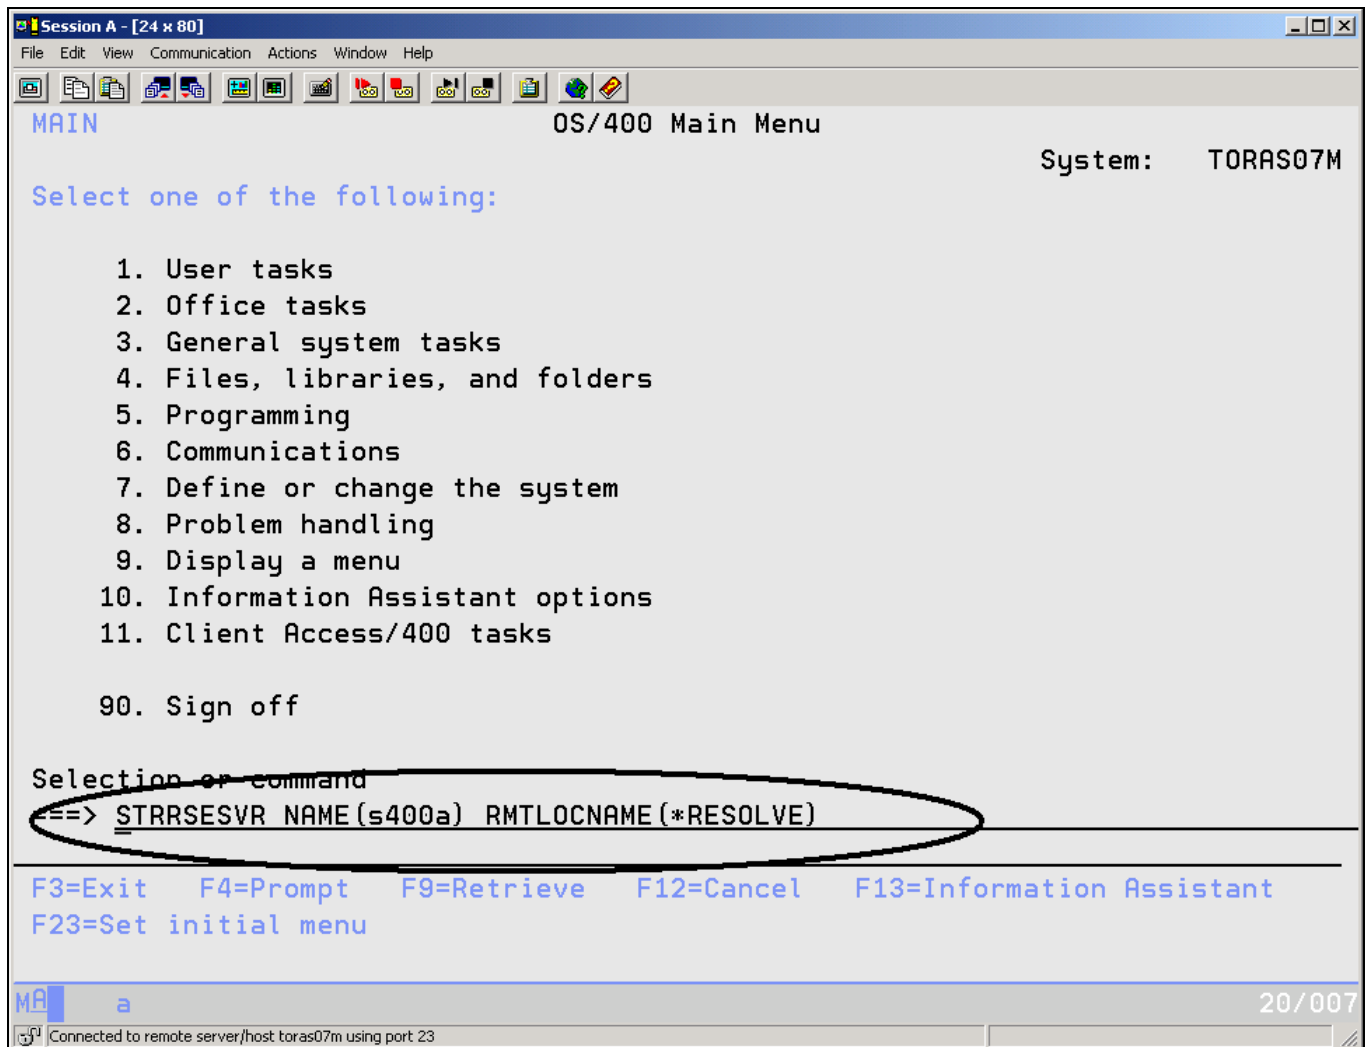 Session A - [24 x 80]
File Edit View Communication Actions Window Help
MAIN OS/400 Main Menu
System: TORAS07M
Select one of the following:
1. User tasks
2. Office tasks
3. General system tasks
4. Files, libraries, and folders
5. Programming
6. Communications
7. Define or change the system
8. Problem handling
9. Display a menu
10. Information Assistant options
11. Client Access/400 tasks
90. Sign off
Selection or command
===> STRRSESVR NAME(s400a) RMTLOCNAME(*RESOLVE)
F3=Exit F4=Prompt F9=Retrieve F12=Cancel F13=Information Assistant
F23=Set initial menu
MA a 20/007
Connected to remote server/host toras07m using port 23